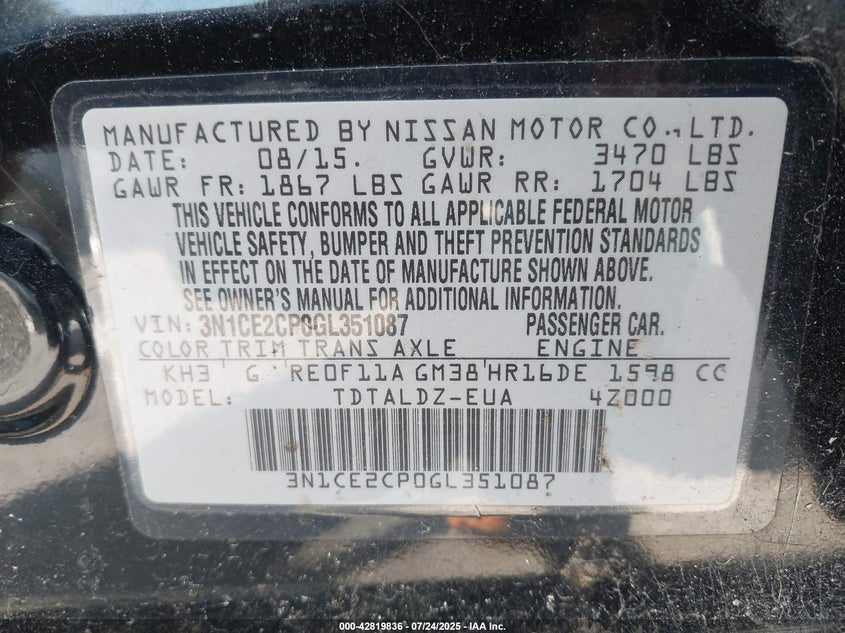 MANUFACTURED BY NISSAN MOTOR CO., LTD.
DATE: 08/15. GVWR: 3470 LBS
GAWR FR: 1867 LBS GAWR RR: 1704 LBS
THIS VEHICLE CONFORMS TO ALL APPLICABLE FEDERAL MOTOR
VEHICLE SAFETY, BUMPER AND THEFT PREVENTION STANDARDS
IN EFFECT ON THE DATE OF MANUFACTURE SHOWN ABOVE.
SEE OWNER'S MANUAL FOR ADDITIONAL INFORMATION.
VIN: 3N1CE2CP0GL351087 PASSENGER CAR.
COLOR TRIM TRANS AXLE ENGINE
KH3 G RE0F11A GM38 HR16DE 1598 CC
MODEL: TDTALDZ-EUA 4Z000
3N1CE2CP0GL351087
000-42819836 - 07/24/2025 - IAA Inc.